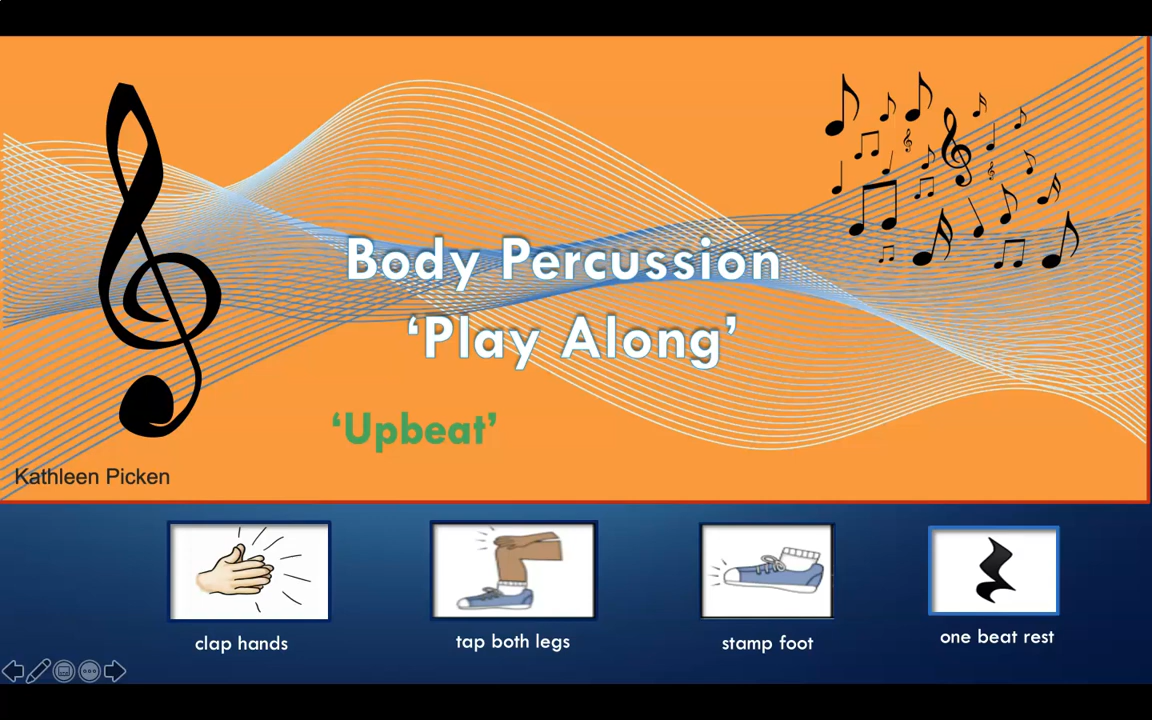 Body Percussion
‘Play Along’
‘Upbeat’
Kathleen Picken
clap hands
tap both legs
stamp foot
one beat rest